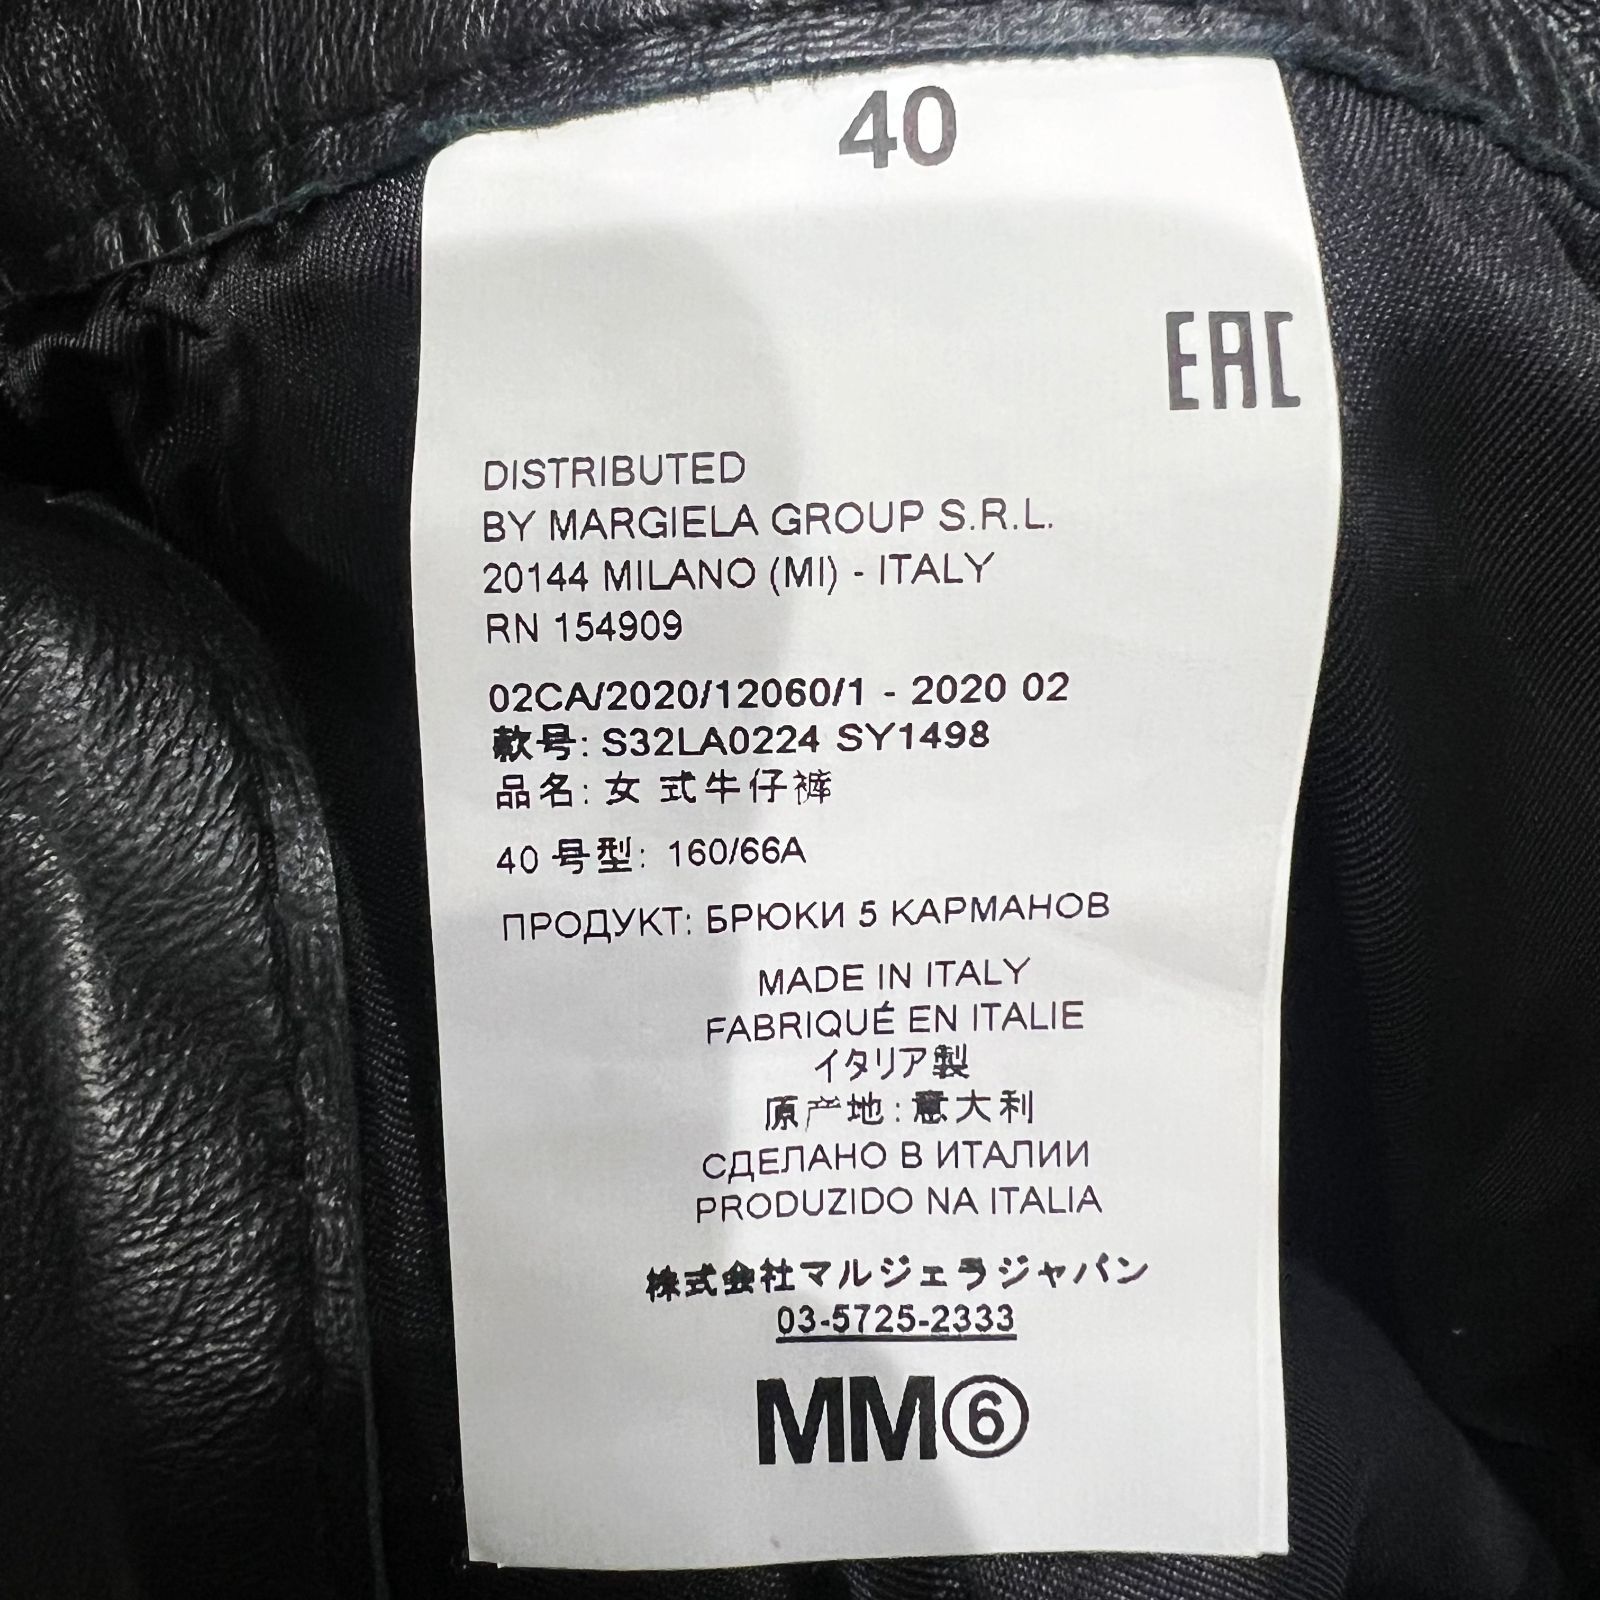 40
EAC
DISTRIBUTED
BY MARGIELA GROUP S.R.L.
20144 MILANO (MI) - ITALY
RN 154909
02CA/2020/12060/1 - 2020 02
款号: S32LA0224 SY1498
品名: 女 式牛仔裤
40 号型: 160/66A
ПРОДУКТ: БРЮКИ 5 КАРМАНОВ
MADE IN ITALY
FABRIQUÉ EN ITALIE
イタリア製
原产地: 意大利
СДЕЛАНО В ИТАЛИИ
PRODUZIDO NA ITALIA
株式会社マルジェラジャパン
03-5725-2333
MM⑥